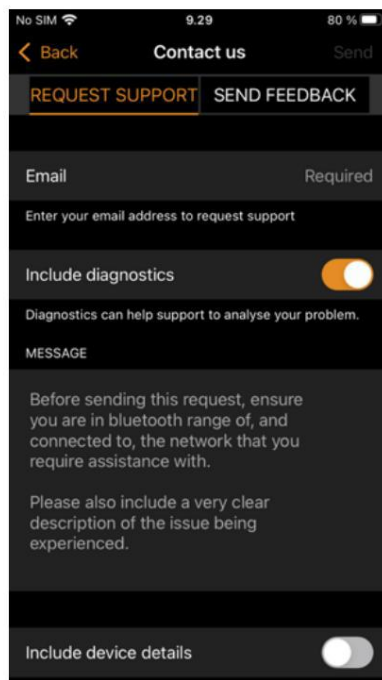 No SIM 9.29 80 %
Back Contact us Send
REQUEST SUPPORT SEND FEEDBACK
Email Required
Enter your email address to request support
Include diagnostics
Diagnostics can help support to analyse your problem.
MESSAGE
Before sending this request, ensure
you are in bluetooth range of, and
connected to, the network that you
require assistance with.
Please also include a very clear
description of the issue being
experienced.
Include device details